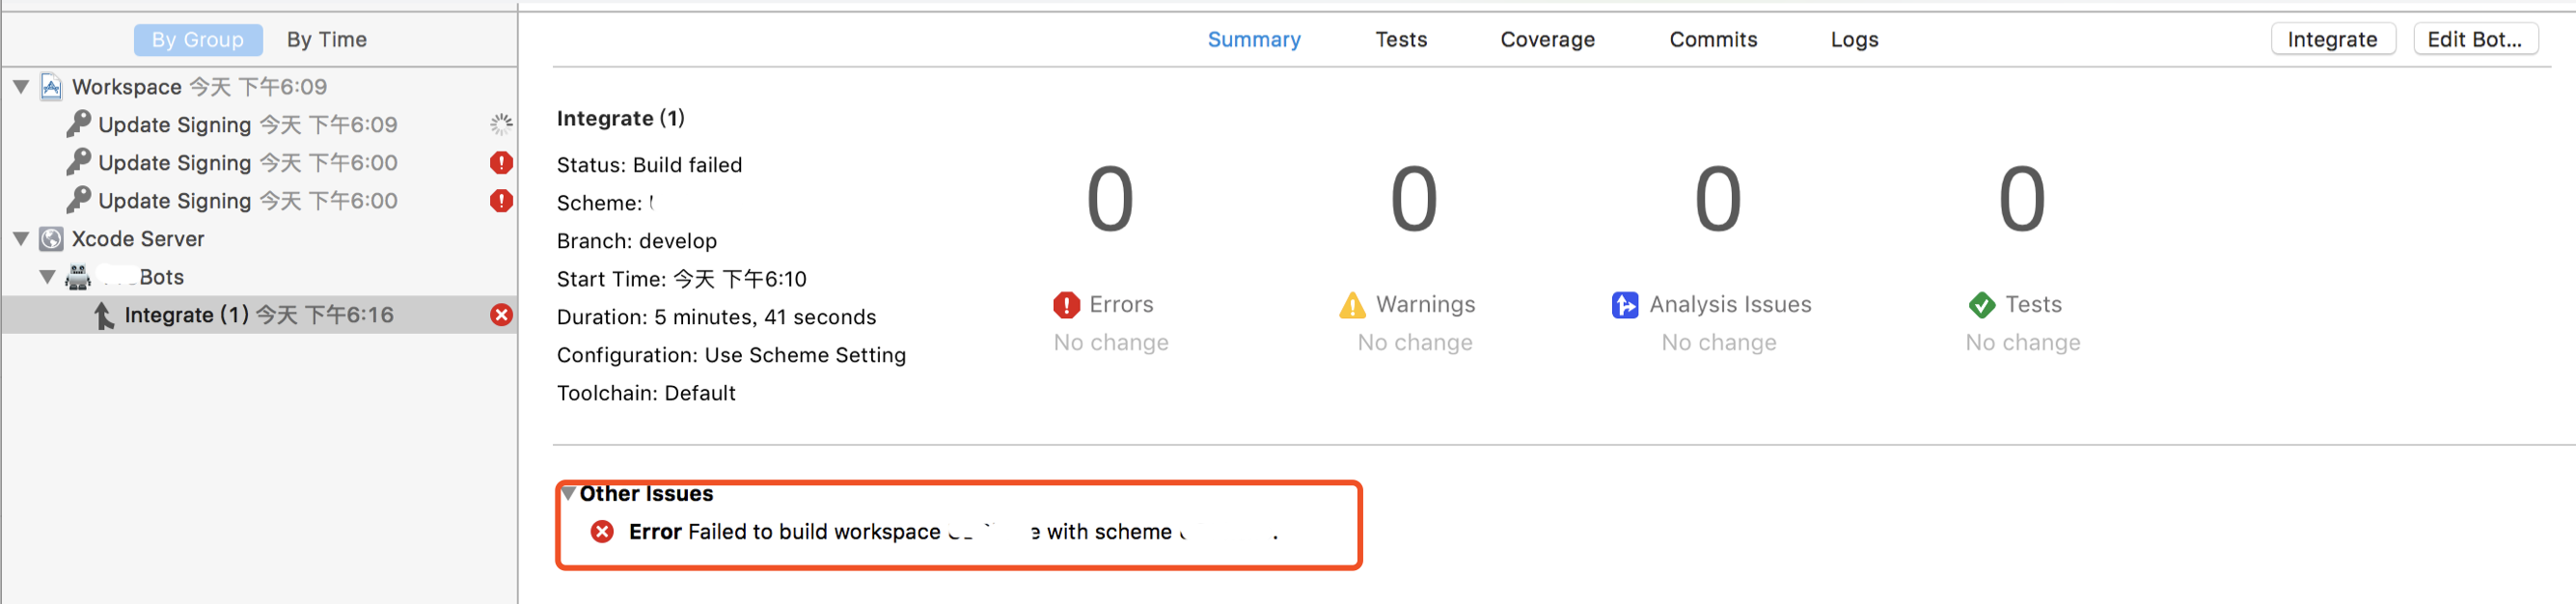 By Group By Time
Summary Tests Coverage Commits Logs Integrate Edit Bot...
Workspace 今天 下午6:09
Update Signing 今天 下午6:09
Update Signing 今天 下午6:00
Update Signing 今天 下午6:00
Xcode Server
Bots
Integrate (1) 今天 下午6:16
Integrate (1)
Status: Build failed
Scheme:
Branch: develop
Start Time: 今天 下午6:10
Duration: 5 minutes, 41 seconds
Configuration: Use Scheme Setting
Toolchain: Default
0 0 0 0
Errors Warnings Analysis Issues Tests
No change No change No change No change
Other Issues
Error Failed to build workspace with scheme .